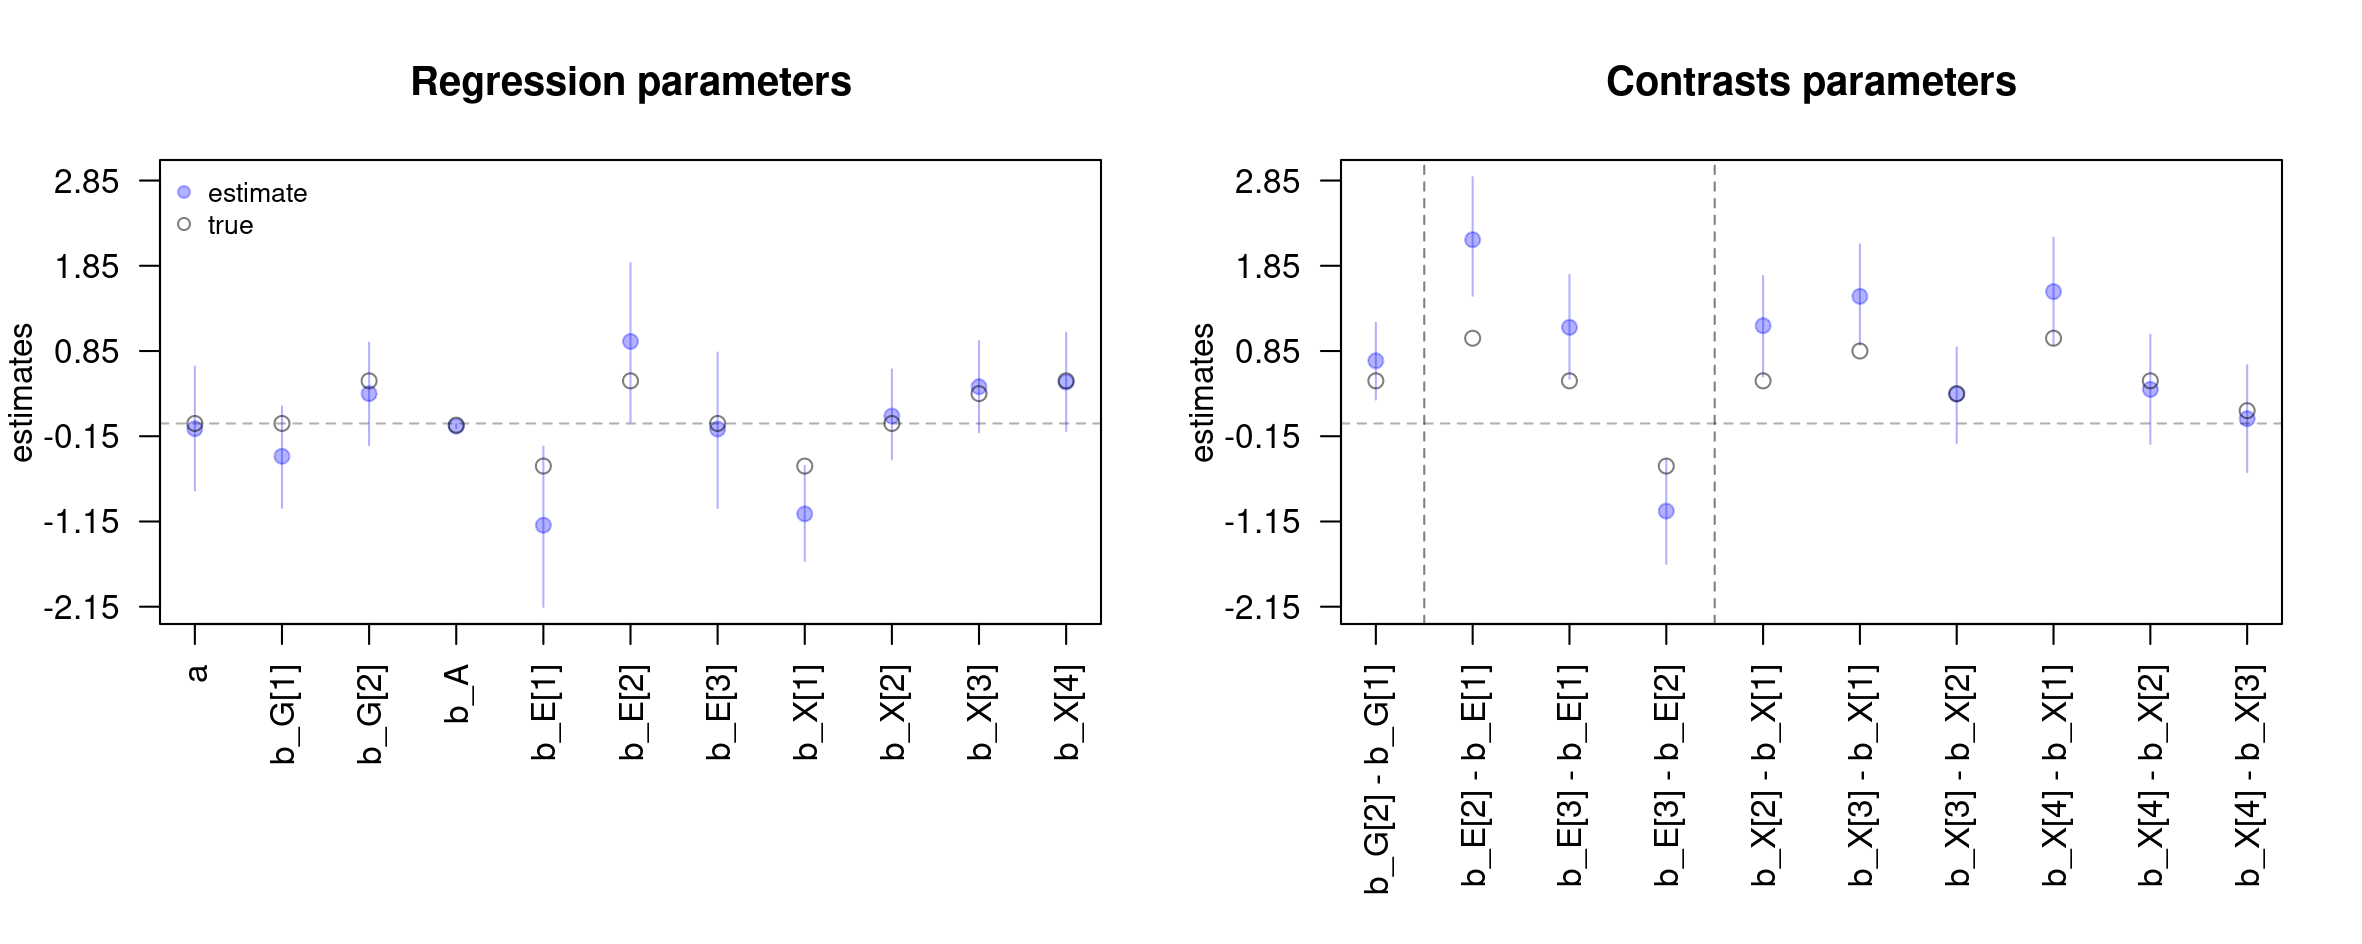 Regression parameters
estimates
2.85
1.85
0.85
-0.15
-1.15
-2.15
estimate
true
a
b_G[1]
b_G[2]
b_A
b_E[1]
b_E[2]
b_E[3]
b_X[1]
b_X[2]
b_X[3]
b_X[4]
Contrasts parameters
estimates
2.85
1.85
0.85
-0.15
-1.15
-2.15
b_G[2] - b_G[1]
b_E[2] - b_E[1]
b_E[3] - b_E[1]
b_E[3] - b_E[2]
b_X[2] - b_X[1]
b_X[3] - b_X[1]
b_X[3] - b_X[2]
b_X[4] - b_X[1]
b_X[4] - b_X[2]
b_X[4] - b_X[3]